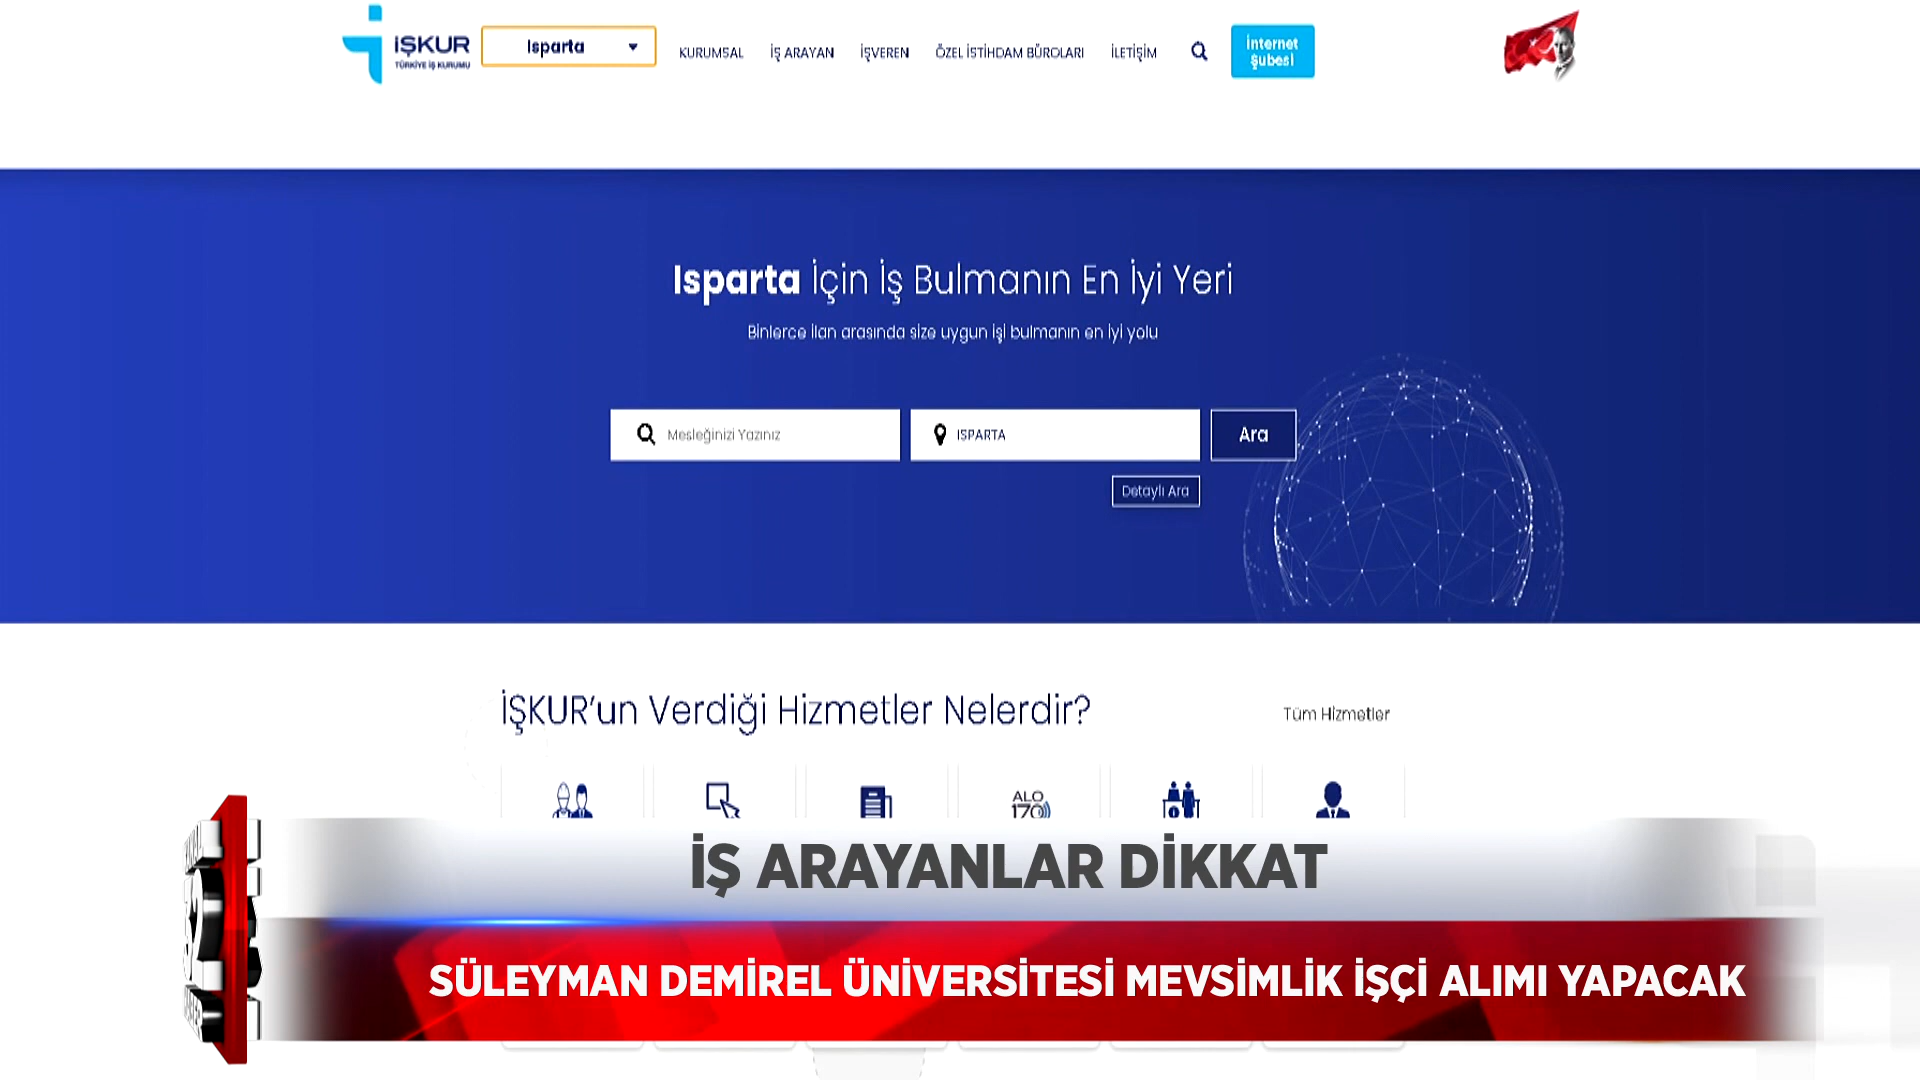 İŞKUR
TÜRKİYE İŞ KURUMU
Isparta
KURUMSAL
İŞ ARAYAN
İŞVEREN
ÖZEL İSTİHDAM BÜROLARI
İLETİŞİM
İnternet
Şubesi
Isparta İçin İş Bulmanın En İyi Yeri
Binlerce ilan arasında size uygun işi bulmanın en iyi yolu
Mesleğinizi Yazınız
ISPARTA
Ara
Detaylı Ara
İŞKUR’un Verdiği Hizmetler Nelerdir?
Tüm Hizmetler
ALO
170
İŞ ARAYANLAR DİKKAT
SÜLEYMAN DEMİREL ÜNİVERSİTESİ MEVSİMLİK İŞÇİ ALIMI YAPACAK